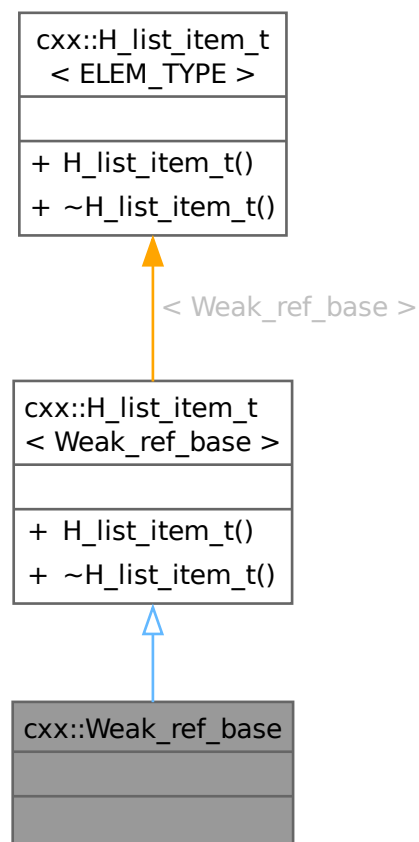 cxx::H_list_item_t
< ELEM_TYPE >
+ H_list_item_t()
+ ~H_list_item_t()
< Weak_ref_base >
cxx::H_list_item_t
< Weak_ref_base >
+ H_list_item_t()
+ ~H_list_item_t()
cxx::Weak_ref_base